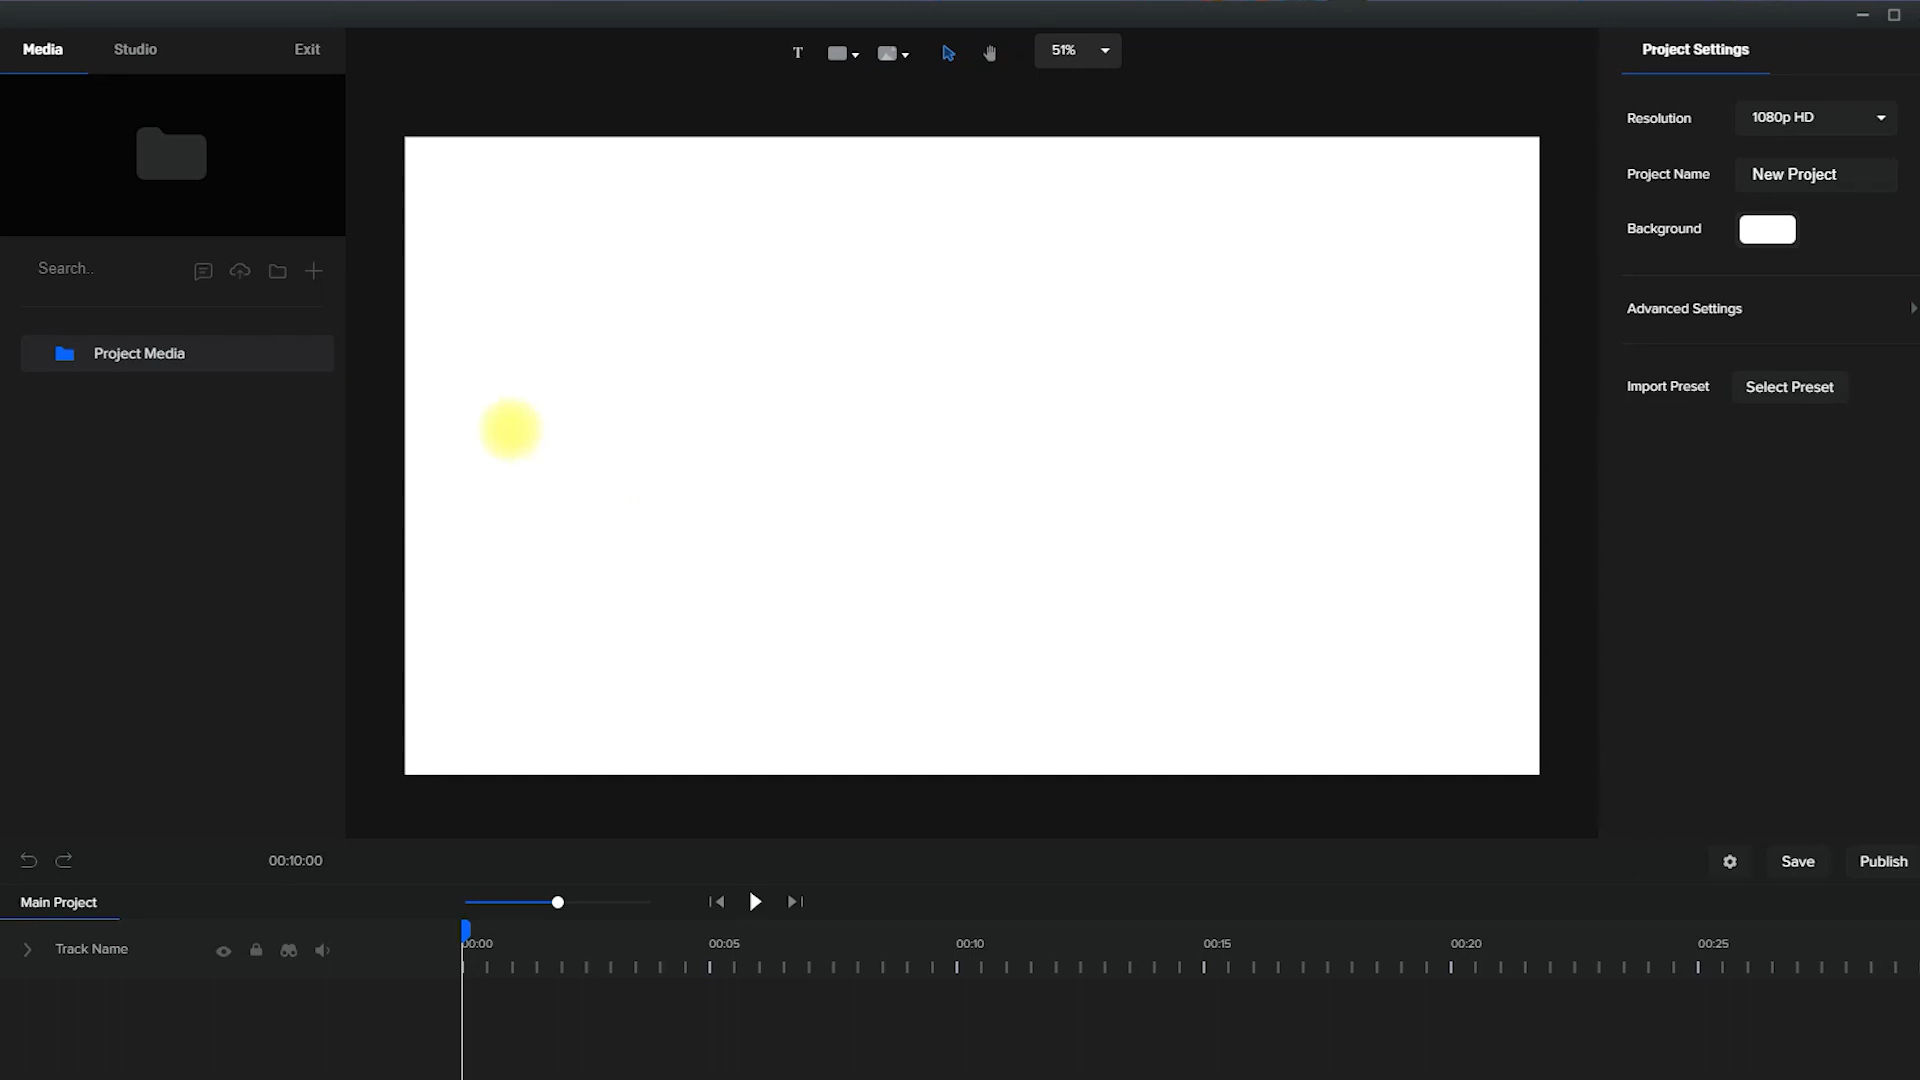 Media
Studio
Exit
T
51%
Project Settings
Resolution
1080p HD
Project Name
New Project
Background
Search..
Advanced Settings
Project Media
Import Preset
Select Preset
00:10:00
Save
Publish
Main Project
Track Name
00:00
00:05
00:10
00:15
00:20
00:25